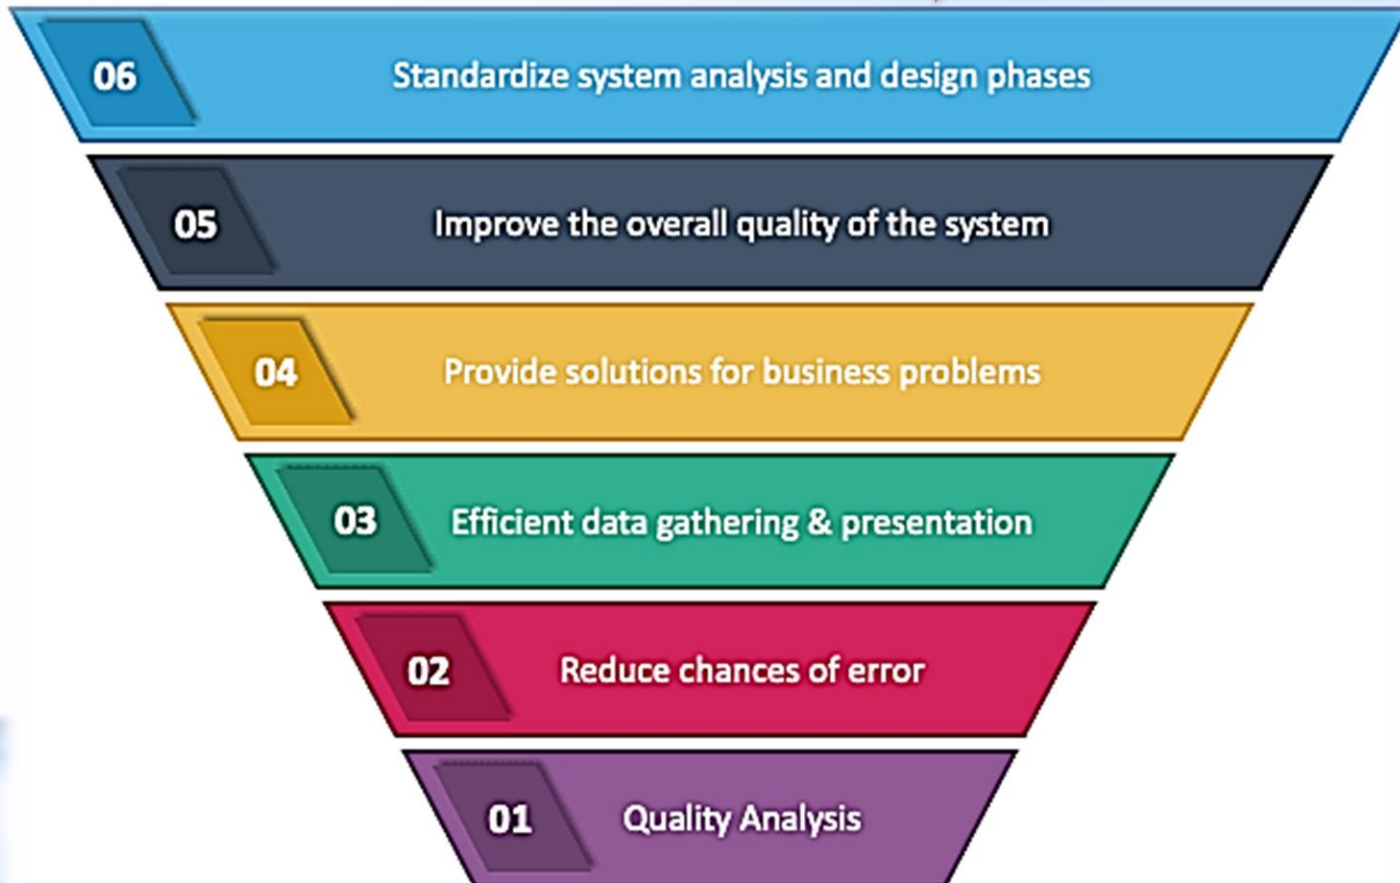 06 Standardize system analysis and design phases
05 Improve the overall quality of the system
04 Provide solutions for business problems
03 Efficient data gathering & presentation
02 Reduce chances of error
01 Quality Analysis